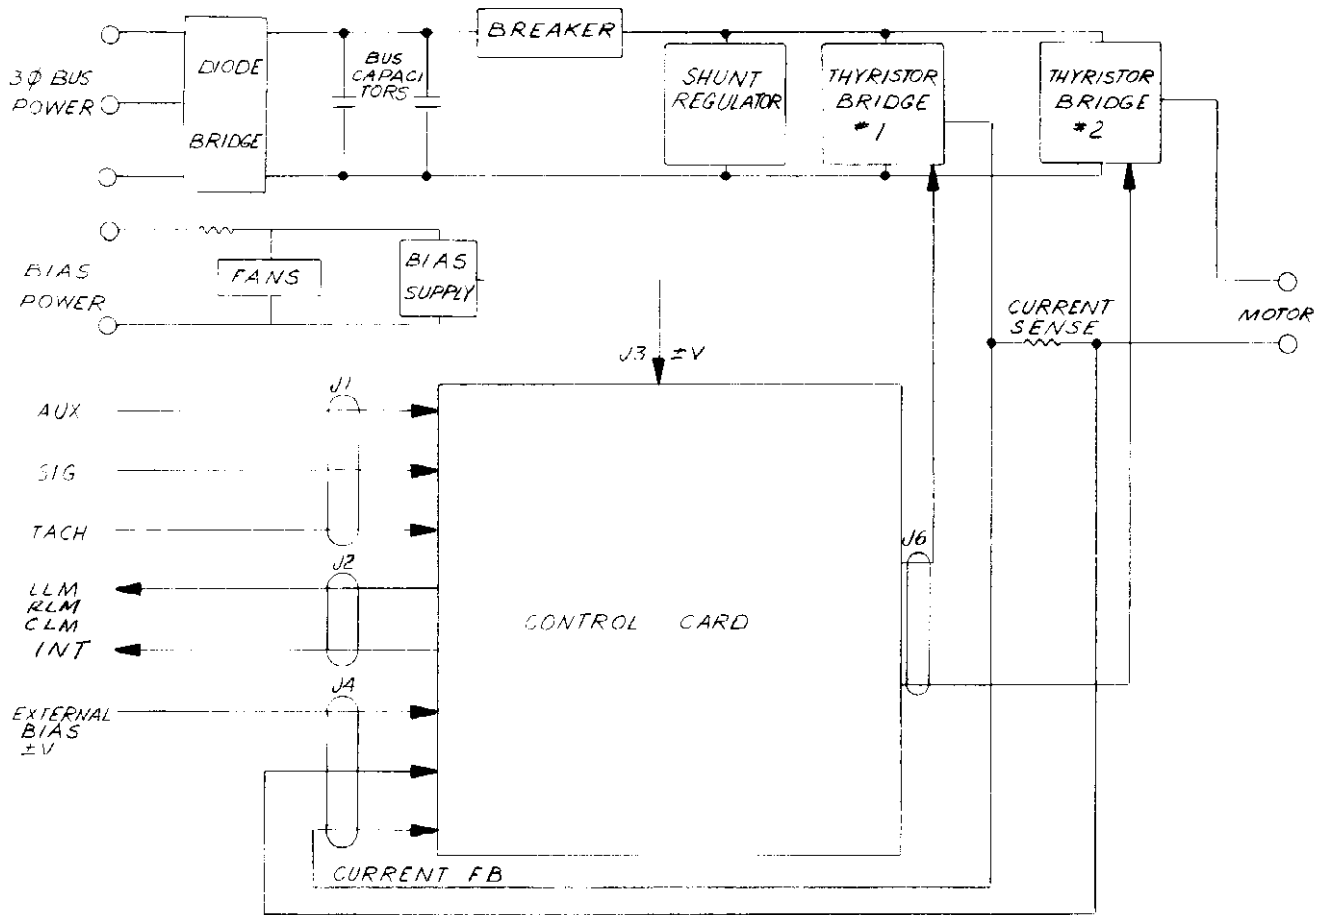 3Ø BUS
POWER
DIODE
BRIDGE
BUS
CAPACI
TORS
BREAKER
SHUNT
REGULATOR
THYRISTOR
BRIDGE
#1
THYRISTOR
BRIDGE
#2
BIAS
POWER
FANS
BIAS
SUPPLY
CURRENT
SENSE
MOTOR
J3 ±V
J1
AUX
SIG
TACH
J2
LLM
RLM
CLM
INT
J6
CONTROL CARD
J4
EXTERNAL
BIAS
±V
CURRENT FB